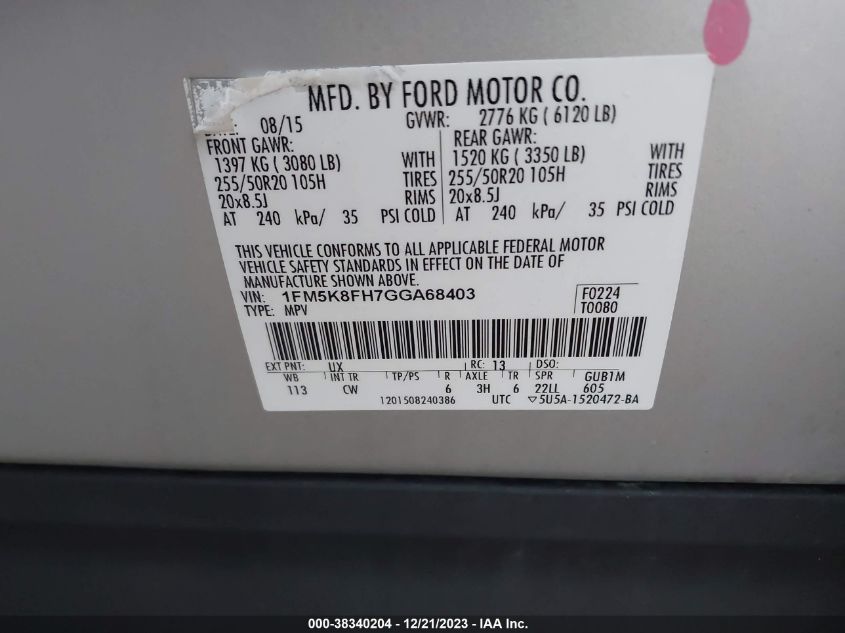 MFD. BY FORD MOTOR CO.
08/15 GVWR: 2776 KG ( 6120 LB)
FRONT GAWR: REAR GAWR:
1397 KG ( 3080 LB) WITH 1520 KG ( 3350 LB) WITH
255/50R20 105H TIRES 255/50R20 105H TIRES
20x8.5J RIMS 20x8.5J RIMS
AT 240 kPa/ 35 PSI COLD AT 240 kPa/ 35 PSI COLD
THIS VEHICLE CONFORMS TO ALL APPLICABLE FEDERAL MOTOR
VEHICLE SAFETY STANDARDS IN EFFECT ON THE DATE OF
MANUFACTURE SHOWN ABOVE.
VIN: 1FM5K8FH7GGA68403 F0224
TYPE: MPV T0080
EXT PNT: UX RC: 13 DSO:
WB INT TR TP/PS R AXLE TR SPR GUB1M
113 CW 6 3H 6 22LL 605
1201508240386 UTC ▽5U5A-1520472-BA
000-38340204 - 12/21/2023 - IAA Inc.